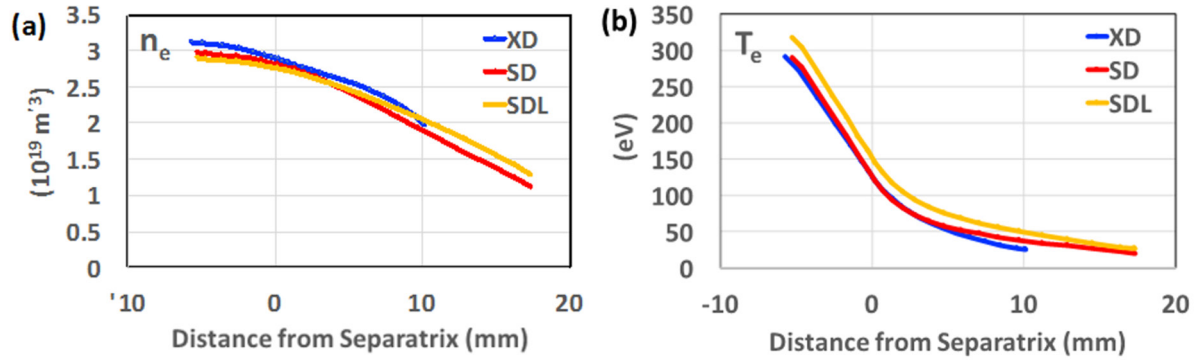 (a)
n_e
(10^19 m^'3)
3.5
3
2.5
2
1.5
1
0.5
0
'10 0 10 20
Distance from Separatrix (mm)
XD
SD
SDL
(b)
T_e
(eV)
350
300
250
200
150
100
50
0
-10 0 10 20
Distance from Separatrix (mm)
XD
SD
SDL